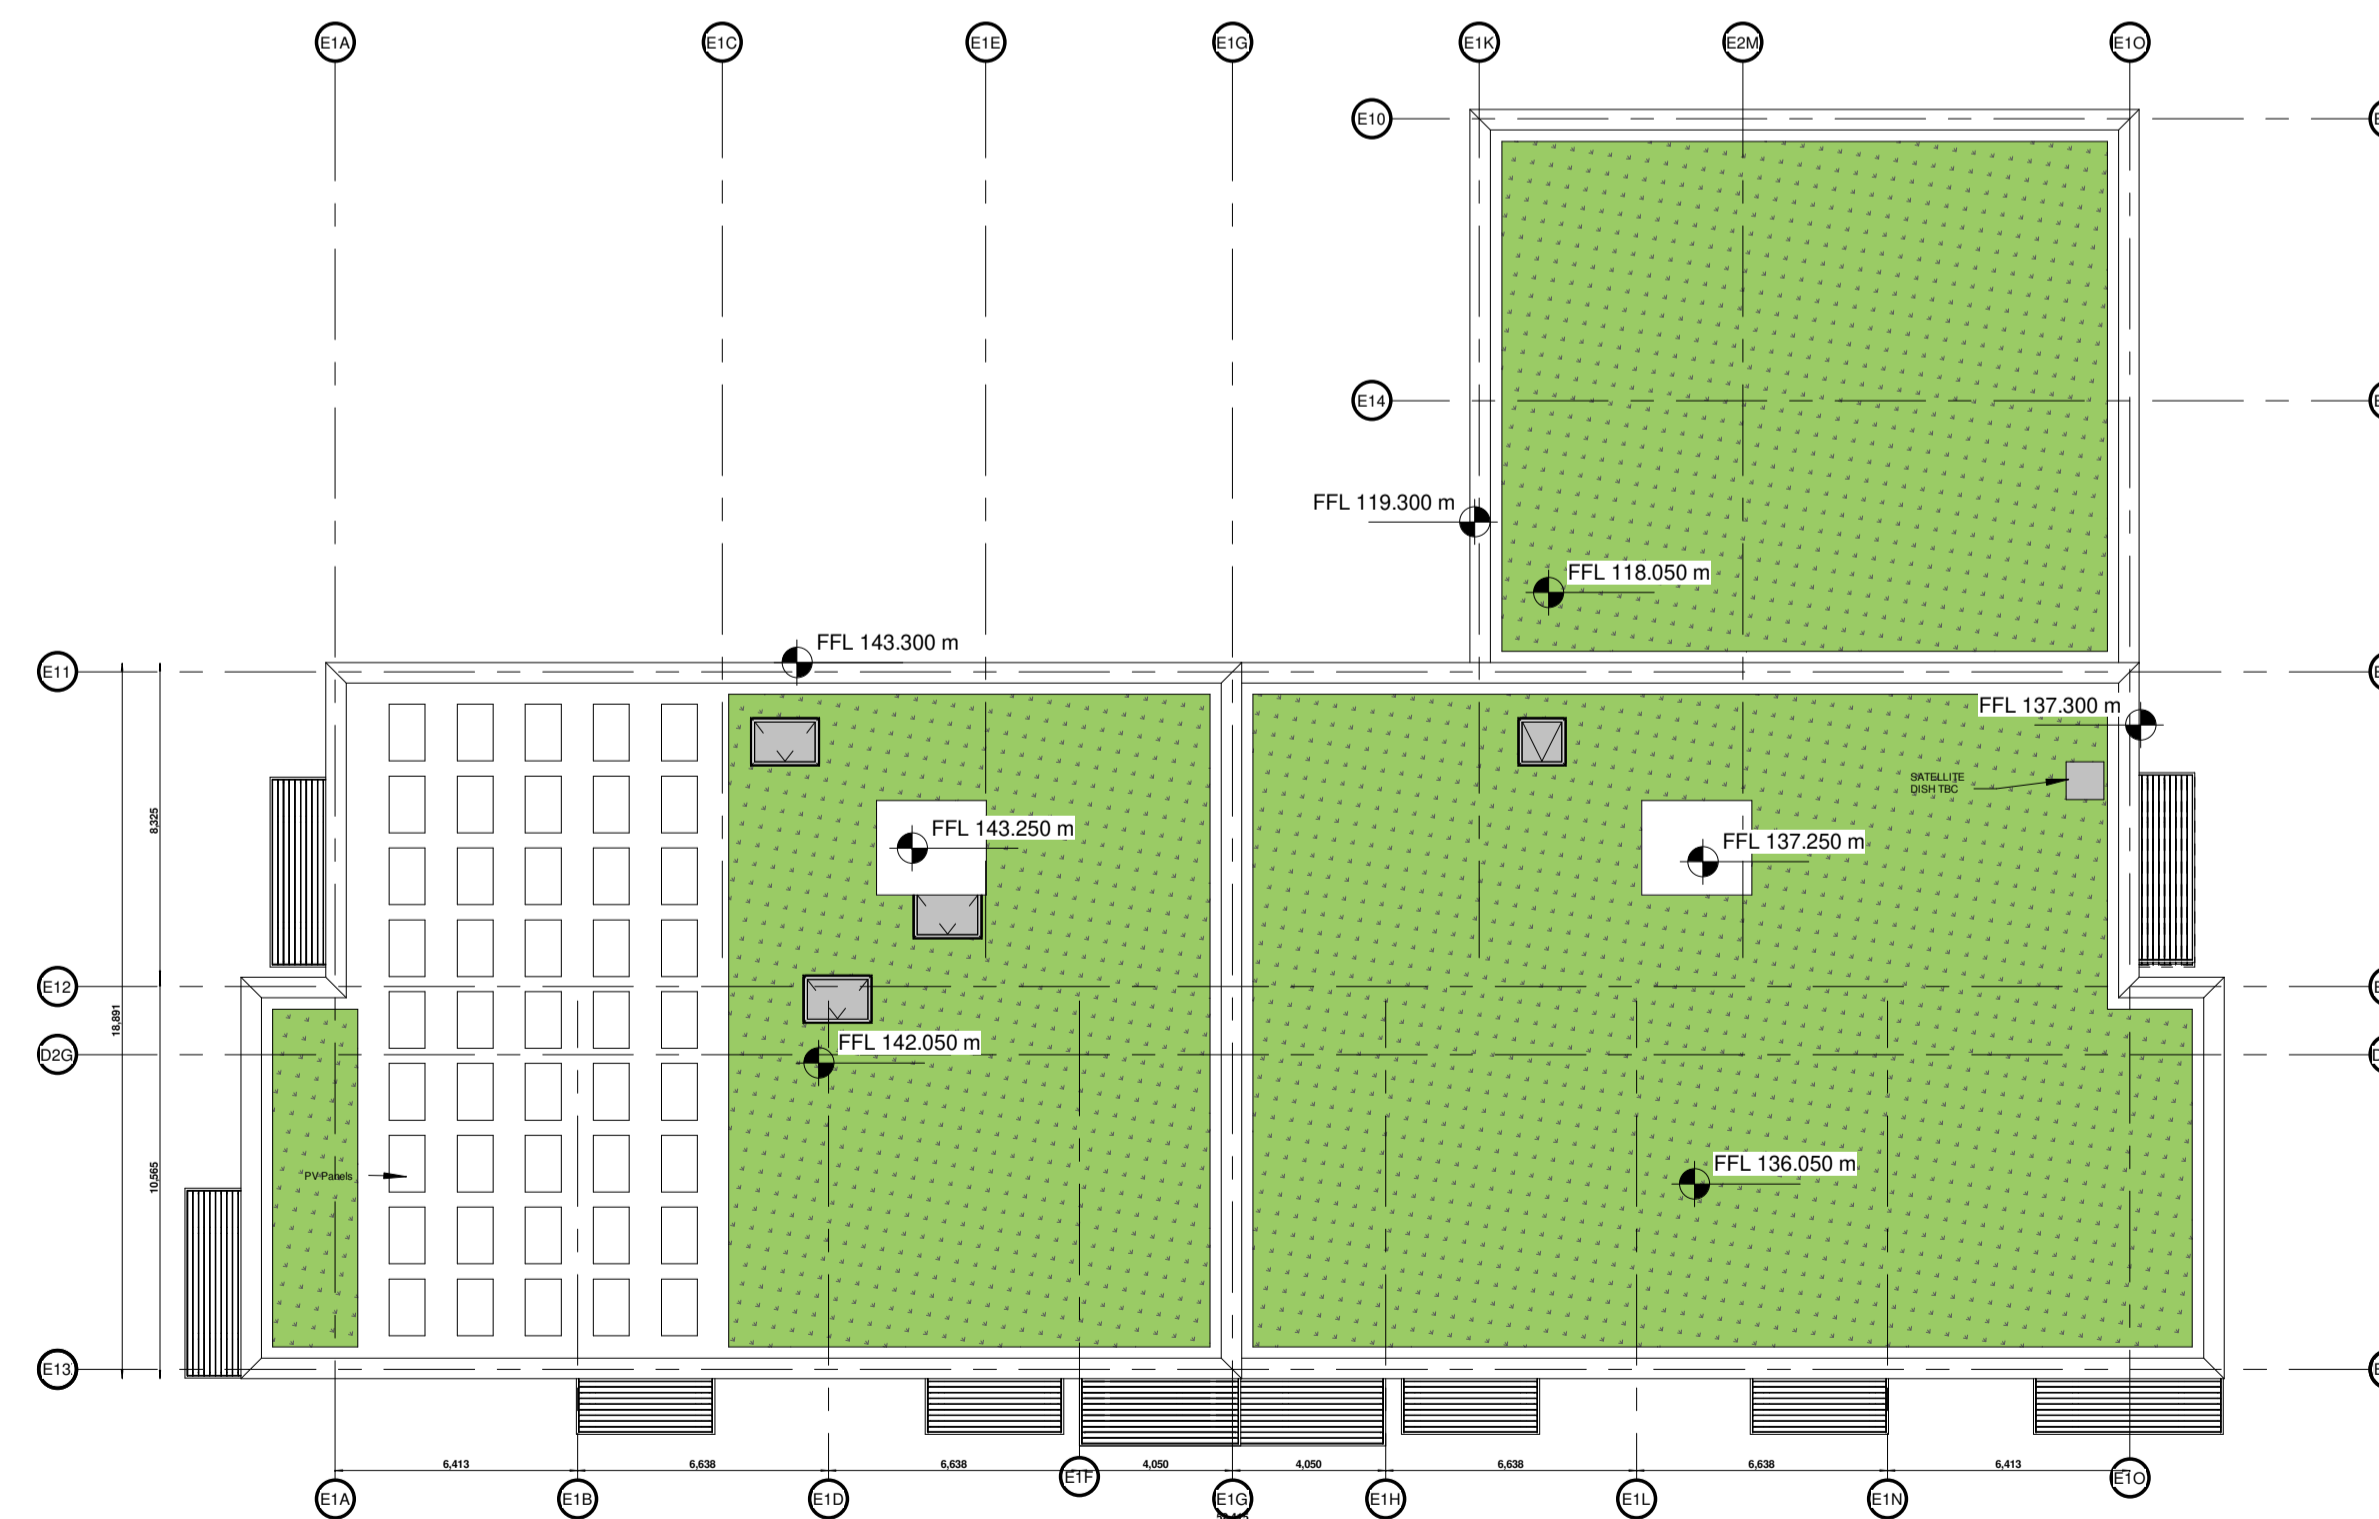 E1A
E1C
E1E
E1G
E1K
E2M
E1O
E10
E14
FFL 119.300 m
FFL 118.050 m
FFL 143.300 m
E11
FFL 137.300 m
SATELLITE
DISH TBC
8,325
FFL 143.250 m
FFL 137.250 m
E12
18,891
D2G
FFL 142.050 m
FFL 136.050 m
10,565
PV Panels
E13
6,413
6,638
6,638
4,050
4,050
6,638
6,638
6,413
E1A
E1B
E1D
E1F
E1G
E1H
E1L
E1N
E1O